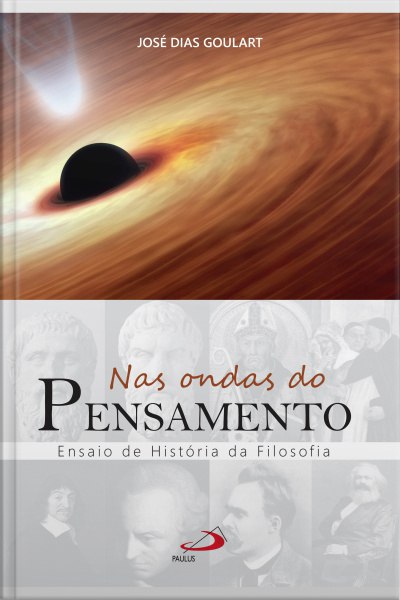 JOSÉ DIAS GOULART
Nas ondas do
PENSAMENTO
Ensaio de História da Filosofia
PAULUS